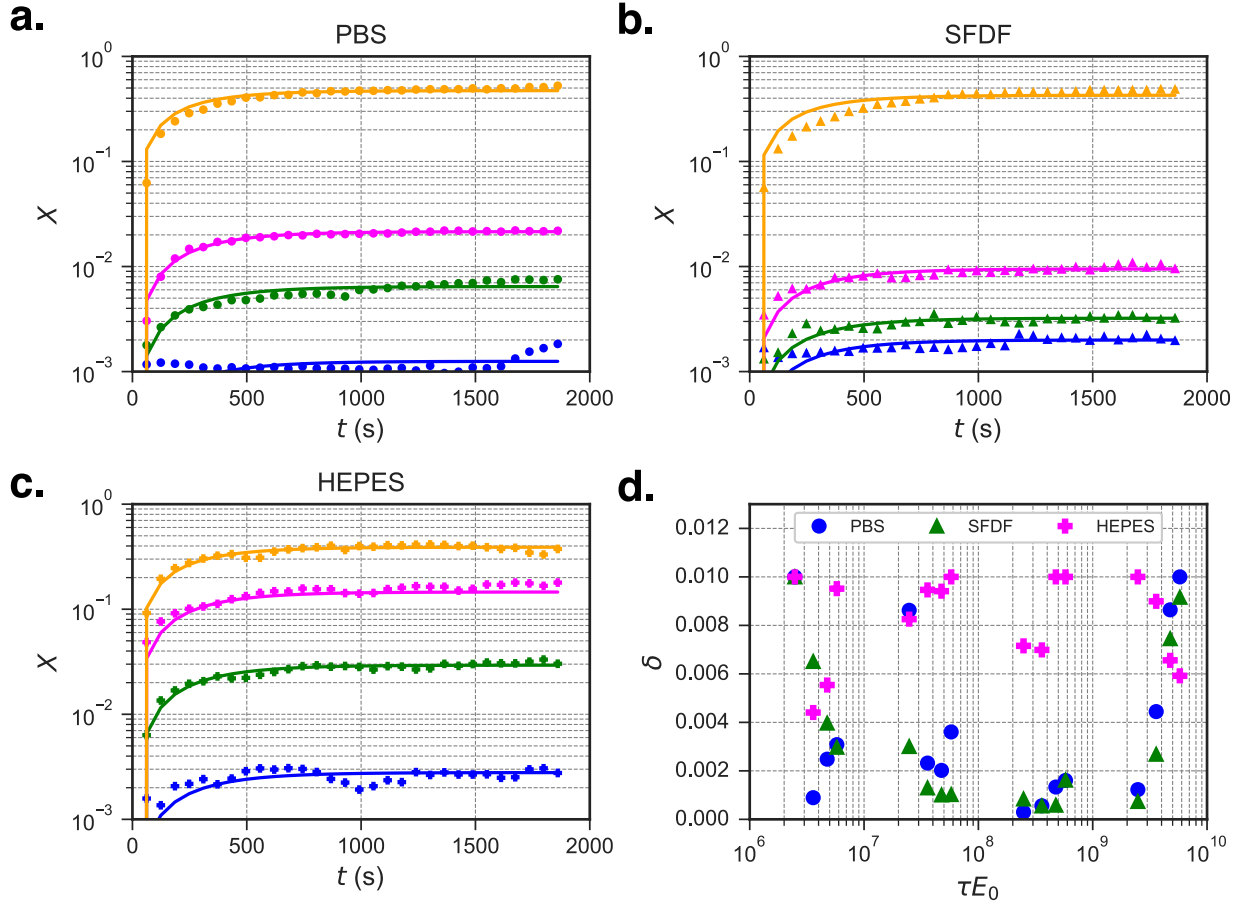 a.
PBS
X
10⁰
10⁻¹
10⁻²
10⁻³
0 500 1000 1500 2000
t (s)
b.
SFDF
X
10⁰
10⁻¹
10⁻²
10⁻³
0 500 1000 1500 2000
t (s)
c.
HEPES
X
10⁰
10⁻¹
10⁻²
10⁻³
0 500 1000 1500 2000
t (s)
d.
PBS SFDF HEPES
δ
0.012
0.010
0.008
0.006
0.004
0.002
0.000
10⁶ 10⁷ 10⁸ 10⁹ 10¹⁰
τE₀